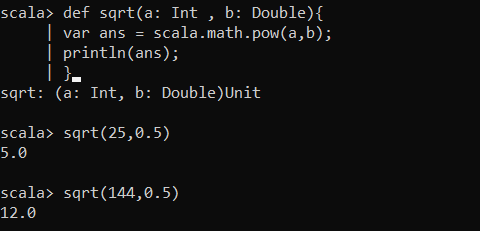 scala> def sqrt(a: Int , b: Double){
     | var ans = scala.math.pow(a,b);
     | println(ans);
     | }
sqrt: (a: Int, b: Double)Unit

scala> sqrt(25,0.5)
5.0

scala> sqrt(144,0.5)
12.0